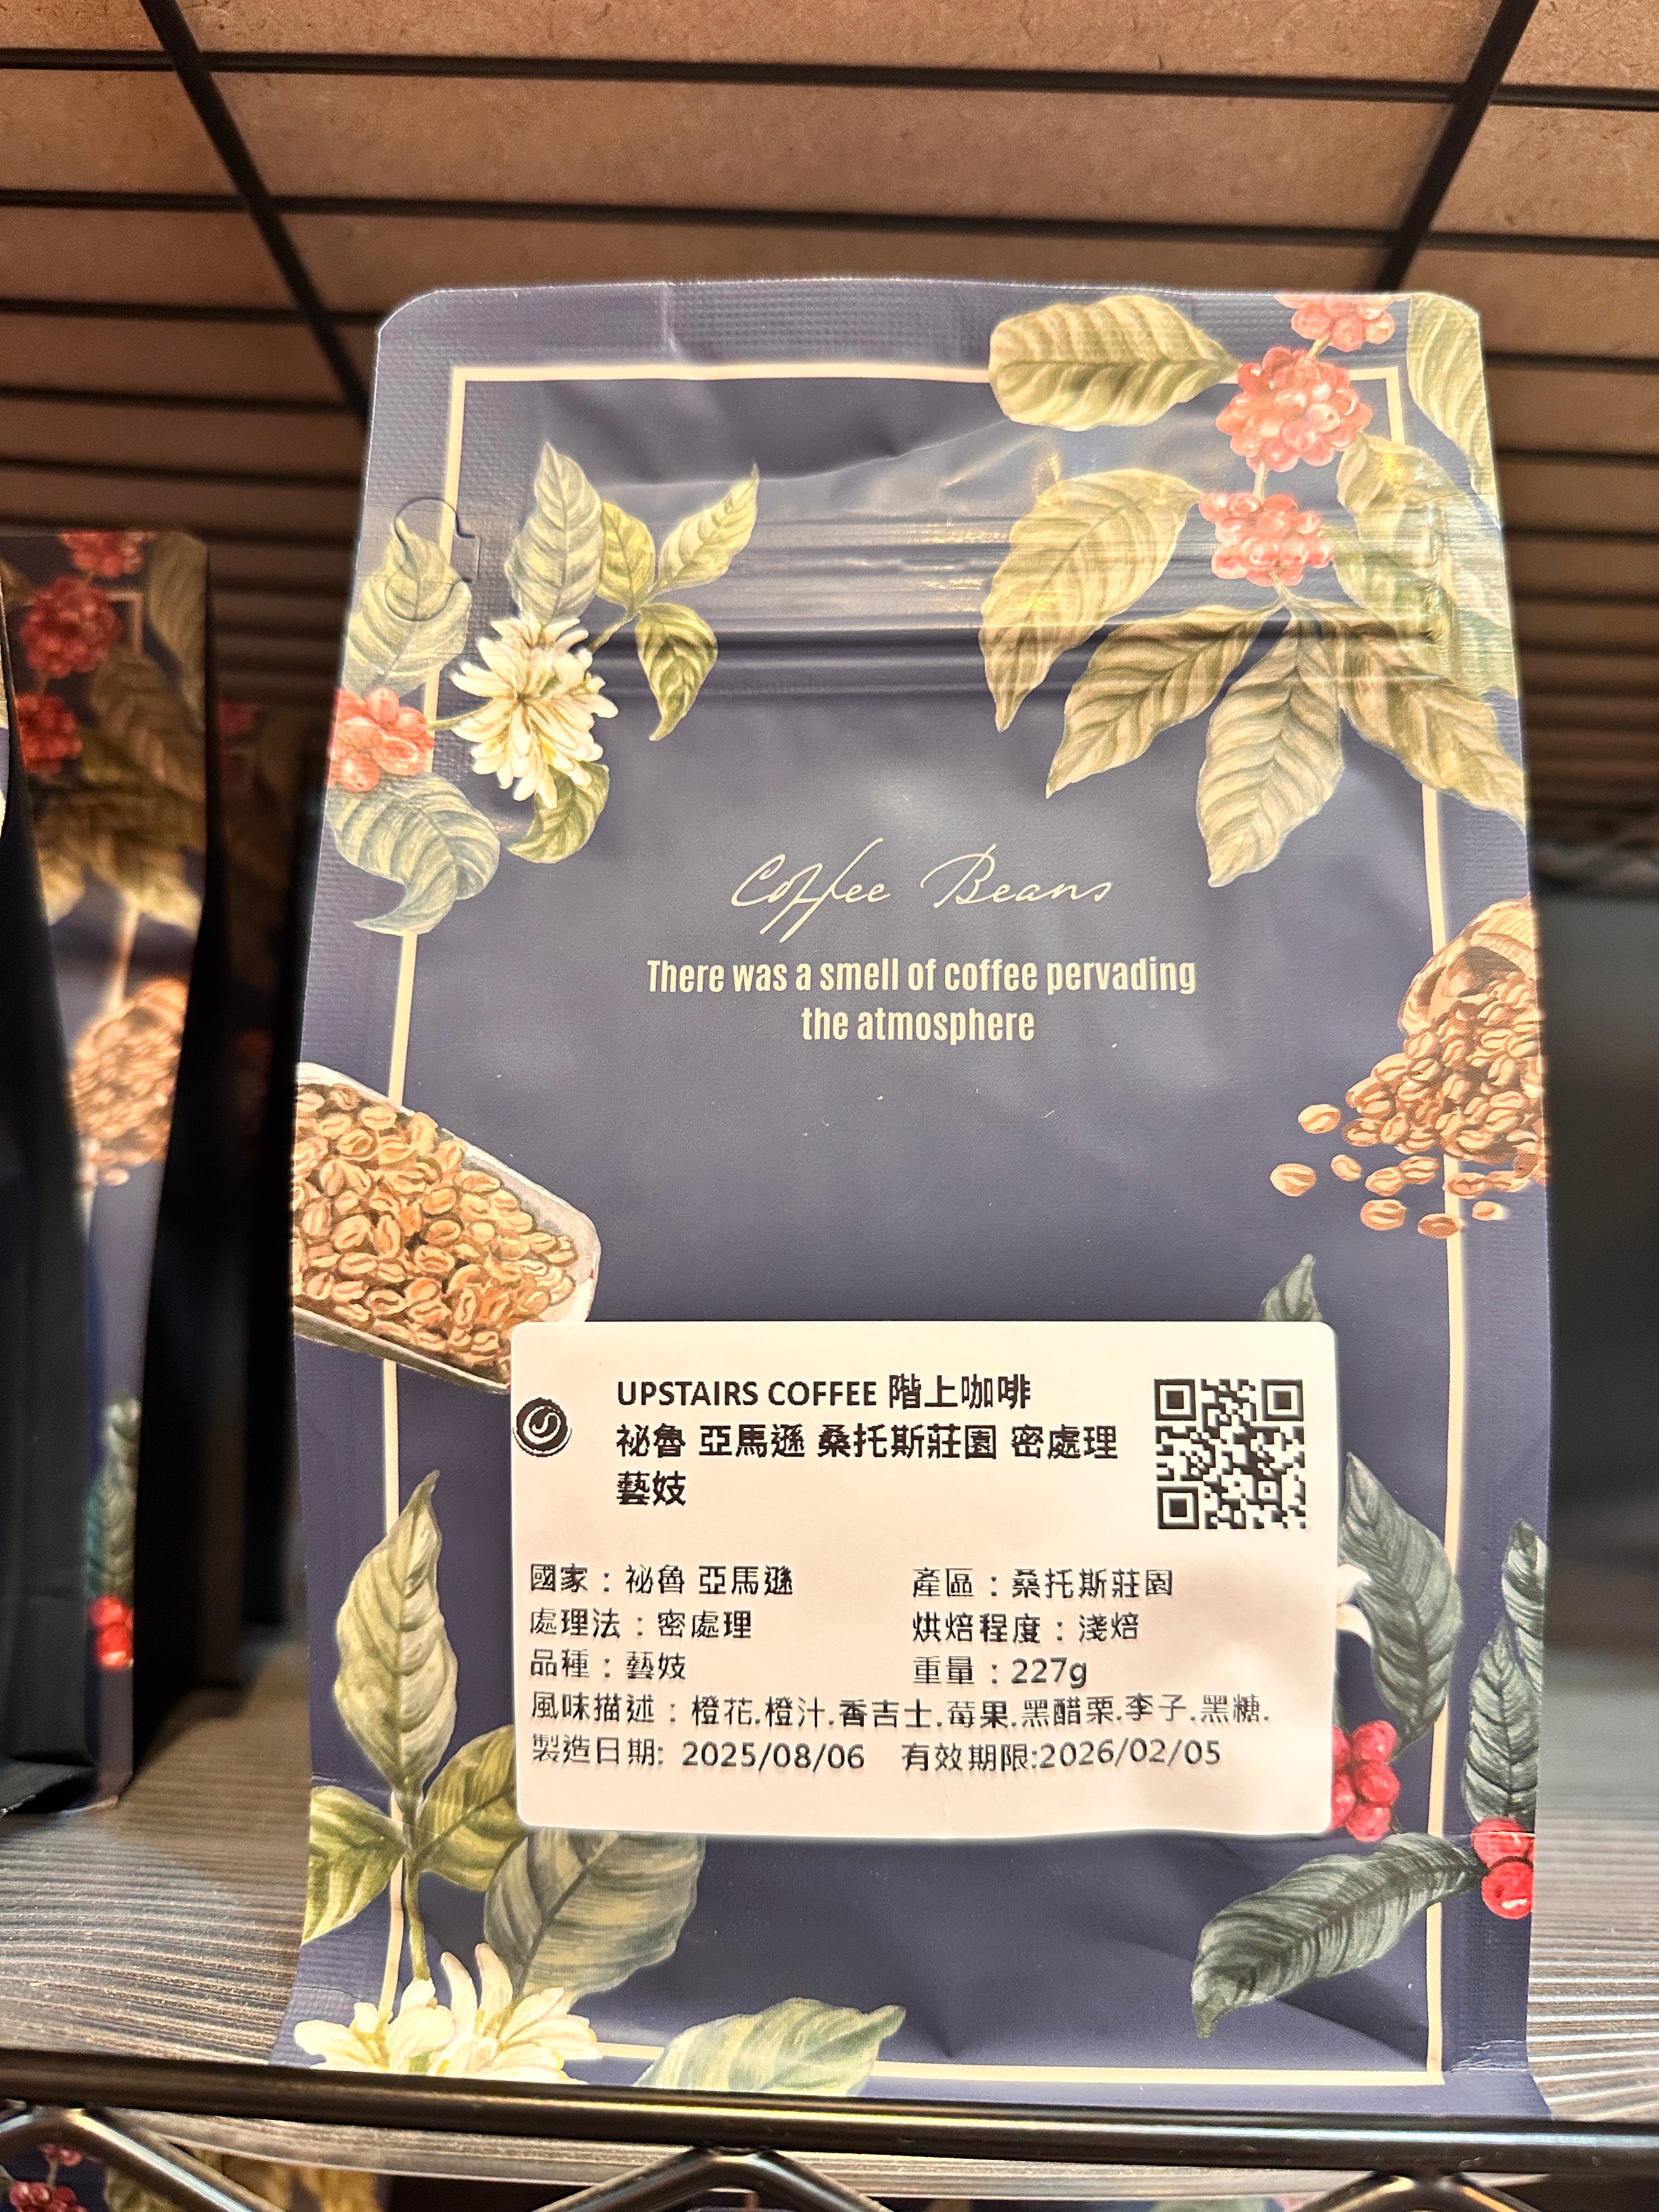 Coffee Beans
There was a smell of coffee pervading
the atmosphere
UPSTAIRS COFFEE 階上咖啡
祕魯 亞馬遜 桑托斯莊園 密處理
藝妓
國家：祕魯 亞馬遜 產區：桑托斯莊園
處理法：密處理 烘焙程度：淺焙
品種：藝妓 重量：227g
風味描述：橙花.橙汁.香吉士.莓果.黑醋栗.李子.黑糖.
製造日期: 2025/08/06 有效期限:2026/02/05